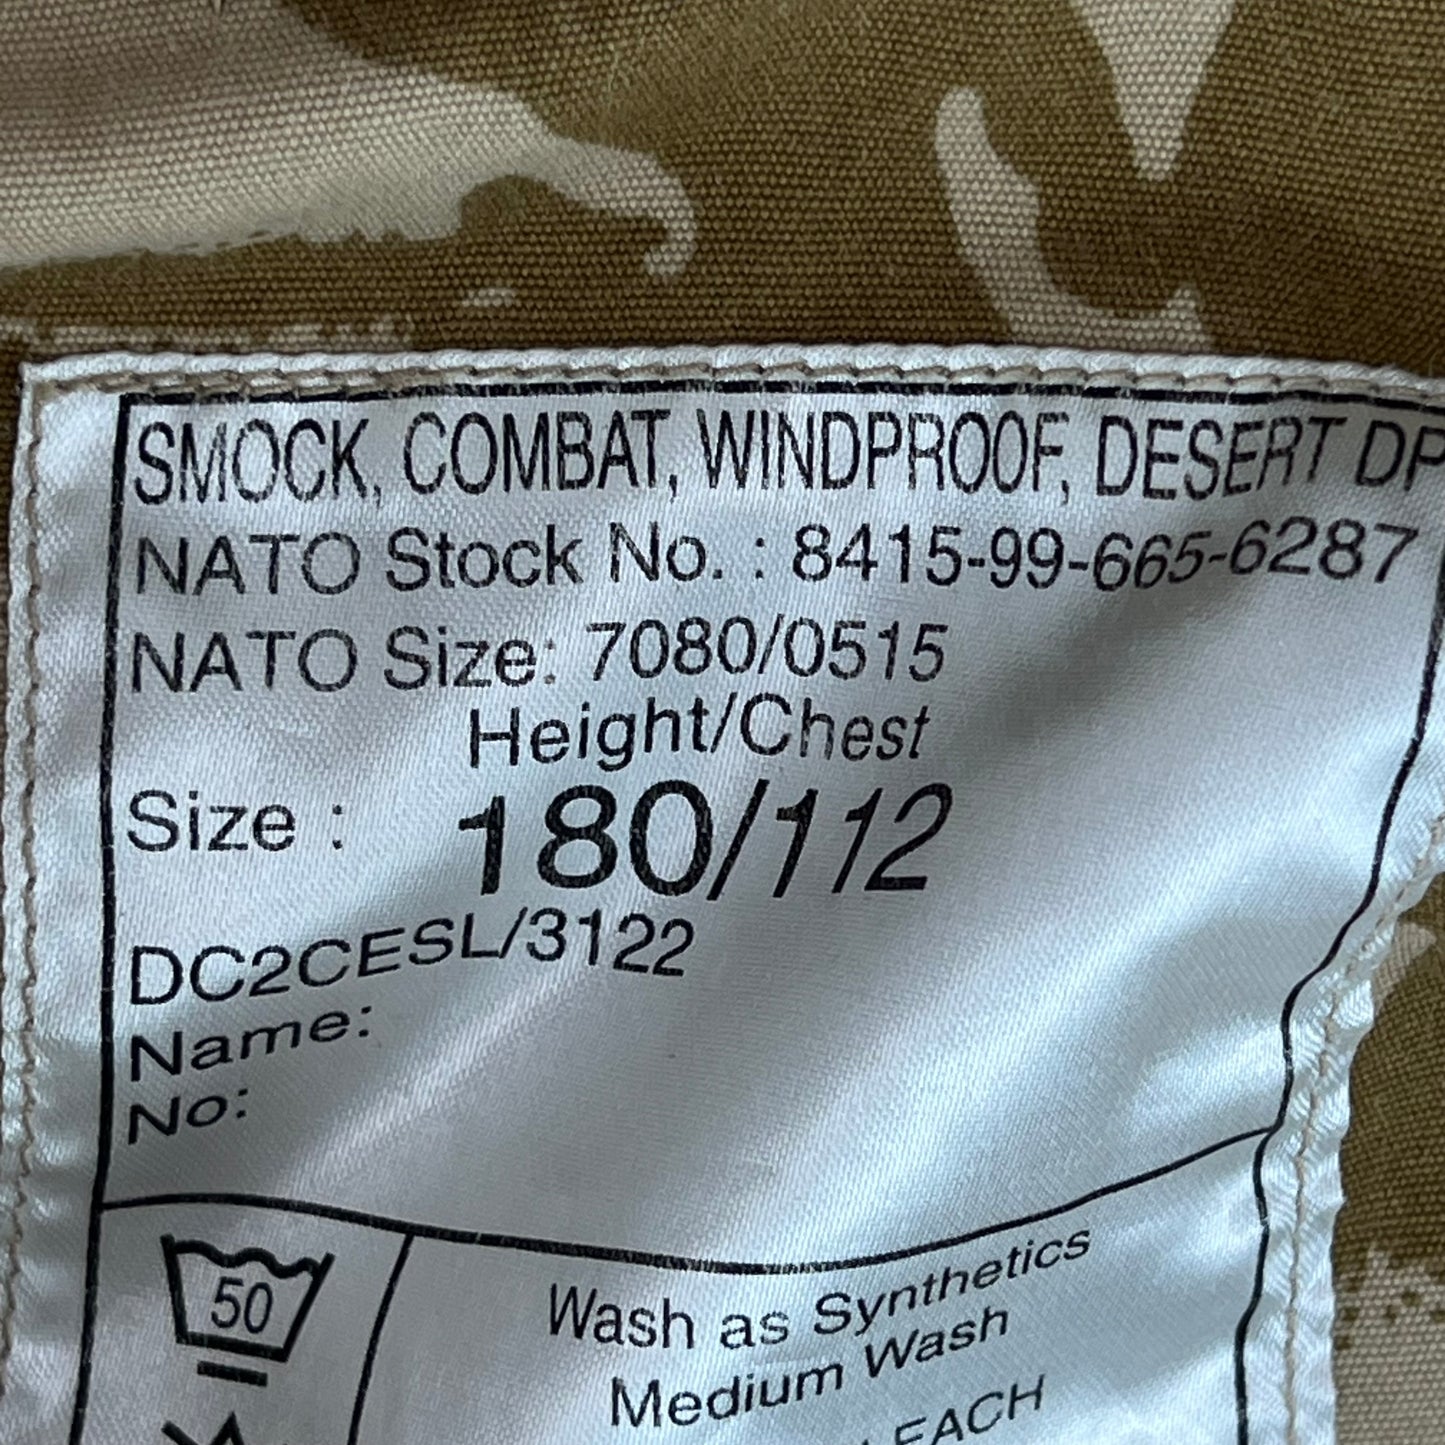 SMOCK, COMBAT, WINDPROOF, DESERT DP
NATO Stock No. : 8415-99-665-6287
NATO Size: 7080/0515
Height/Chest
Size : 180/112
DC2CESL/3122
Name:
No:
50
Wash as Synthetics
Medium Wash
LEACH